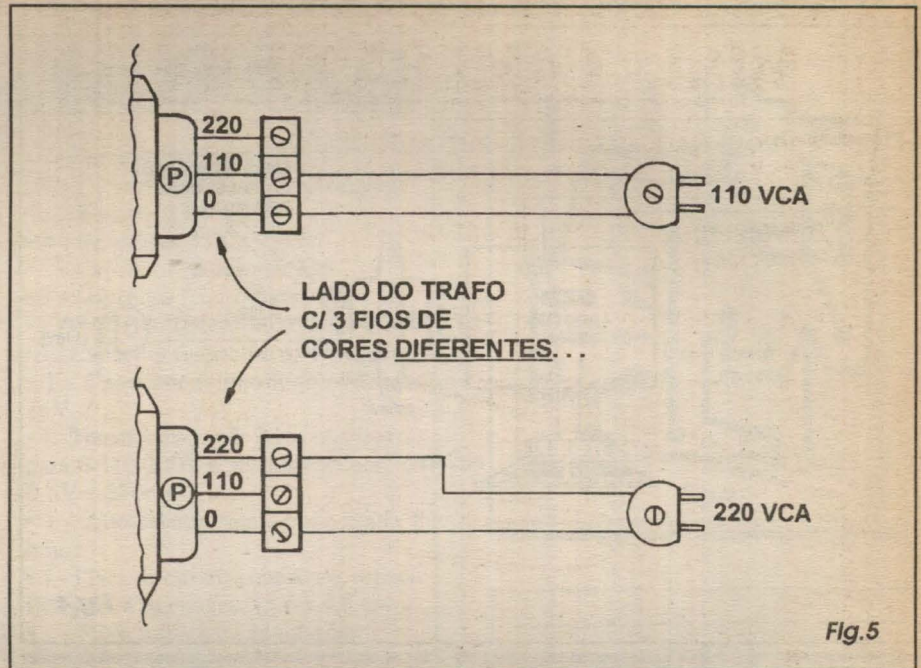 220
110
P
0
110 VCA
LADO DO TRAFO
C/ 3 FIOS DE
CORES DIFERENTES...
220
110
P
0
220 VCA
Fig.5